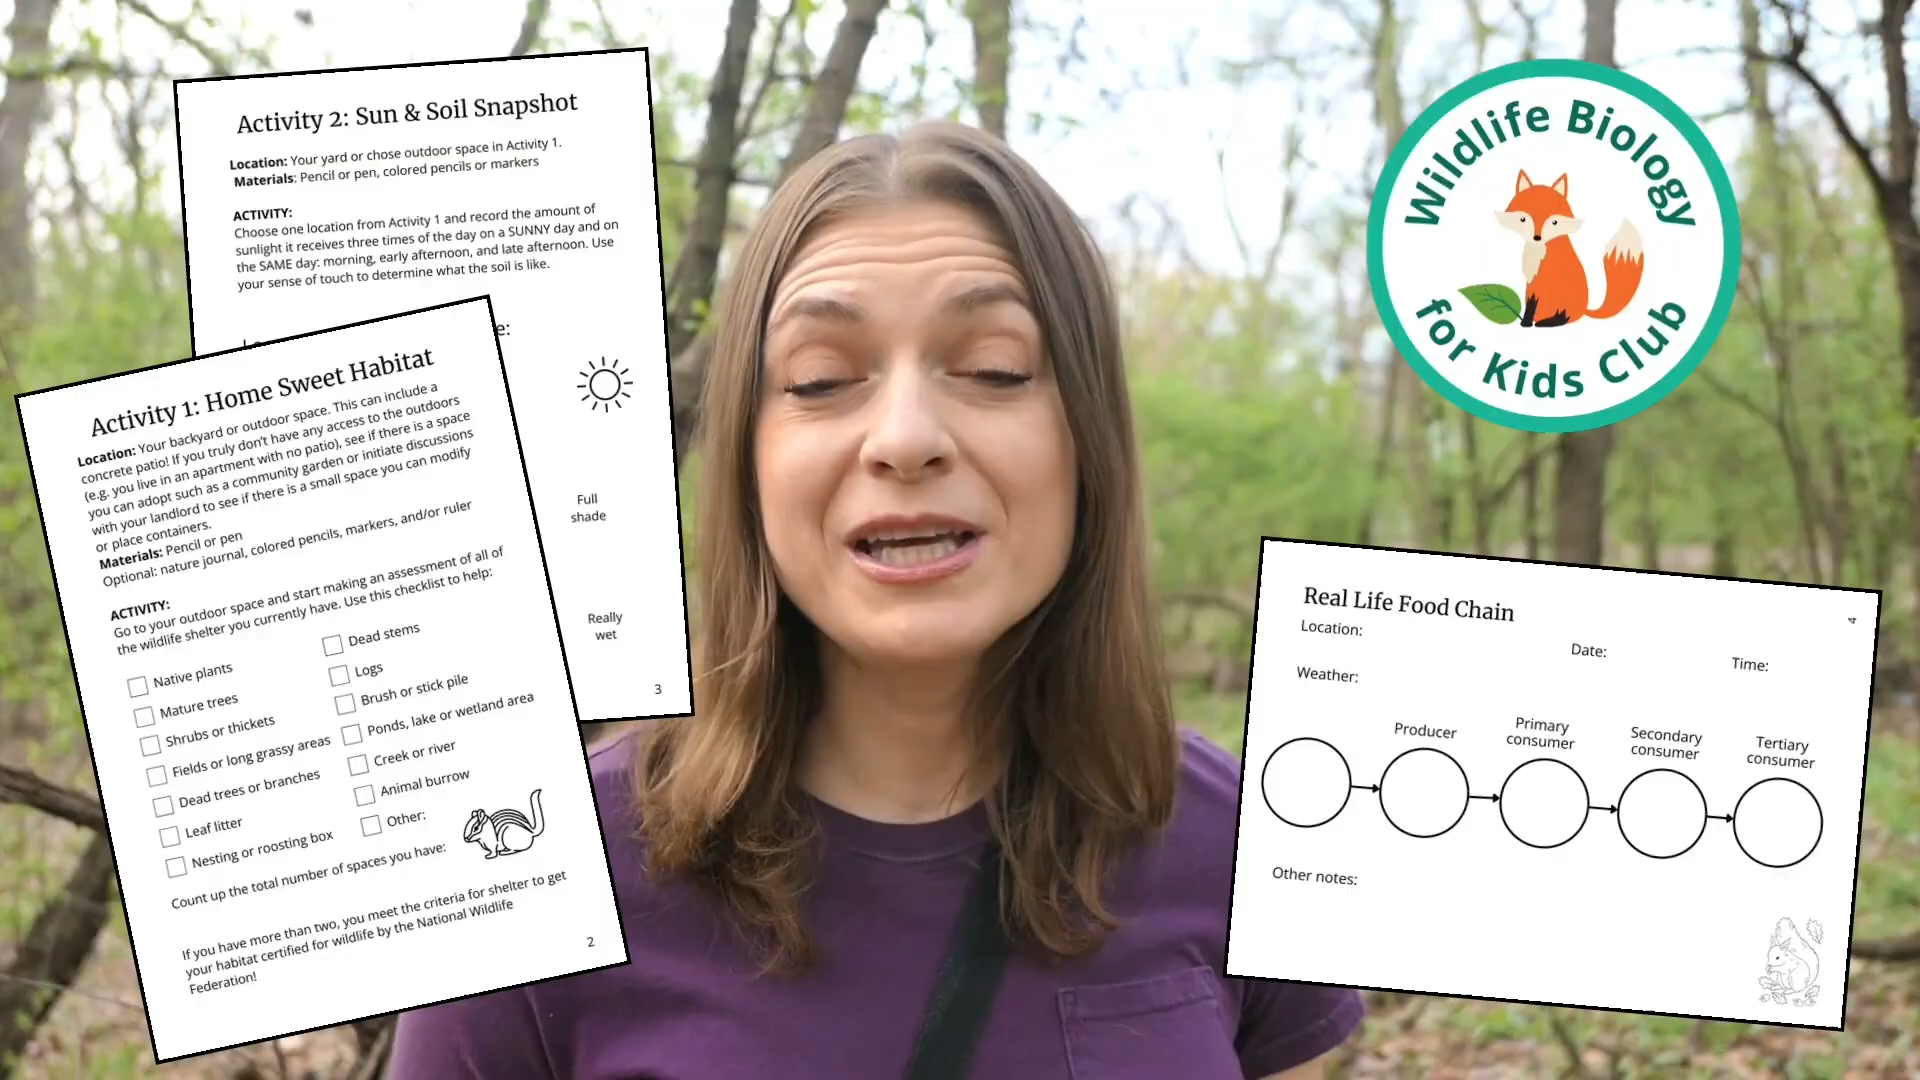 Activity 2: Sun & Soil Snapshot
Location: Your yard or chose outdoor space in Activity 1.
Materials: Pencil or pen, colored pencils or markers
ACTIVITY:
Choose one location from Activity 1 and record the amount of
sunlight it receives three times of the day on a SUNNY day and on
the SAME day: morning, early afternoon, and late afternoon. Use
your sense of touch to determine what the soil is like.
Full
shade
Really
wet
3
Activity 1: Home Sweet Habitat
Location: Your backyard or outdoor space. This can include a
concrete patio! If you truly don't have any access to the outdoors
(e.g. you live in an apartment with no patio), see if there is a space
you can adopt such as a community garden or initiate discussions
with your landlord to see if there is a small space you can modify
or place containers.
Materials: Pencil or pen
Optional: nature journal, colored pencils, markers, and/or ruler
ACTIVITY:
Go to your outdoor space and start making an assessment of all of
the wildlife shelter you currently have. Use this checklist to help:
Native plants
Mature trees
Shrubs or thickets
Fields or long grassy areas
Dead trees or branches
Leaf litter
Nesting or roosting box
Dead stems
Logs
Brush or stick pile
Ponds, lake or wetland area
Creek or river
Animal burrow
Other:
Count up the total number of spaces you have:
If you have more than two, you meet the criteria for shelter to get
your habitat certified for wildlife by the National Wildlife
Federation!
2
Wildlife Biology
for Kids Club
Real Life Food Chain
4
Location:
Date:
Time:
Weather:
Producer
Primary
consumer
Secondary
consumer
Tertiary
consumer
Other notes: